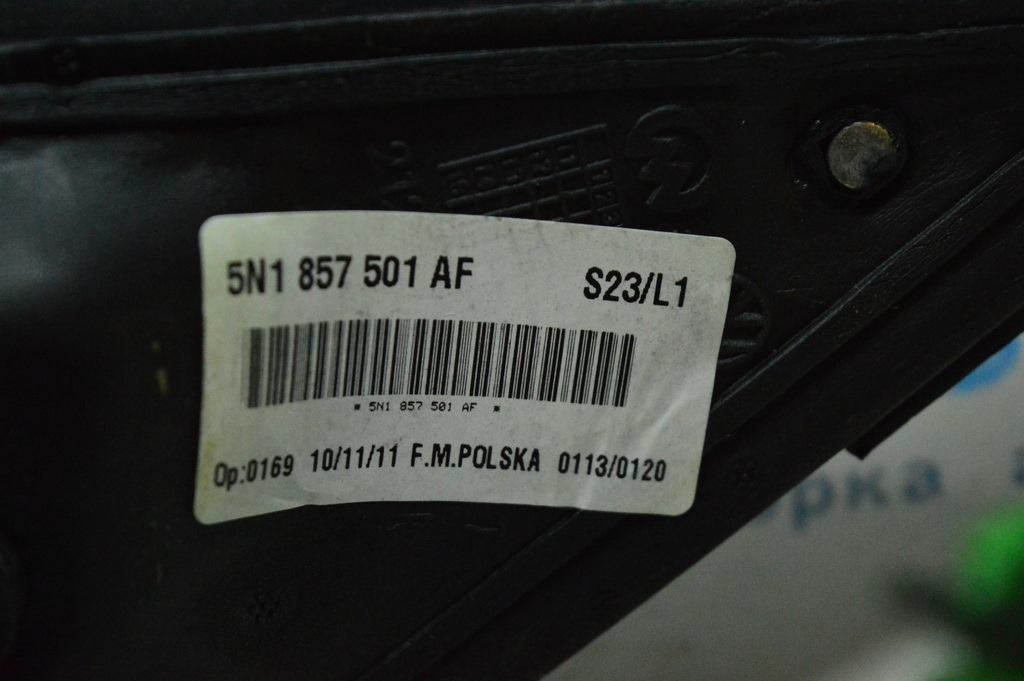 5N1 857 501 AF S23/L1
* 5N1 857 501 AF *
Op:0169 10/11/11 F.M.POLSKA 0113/0120